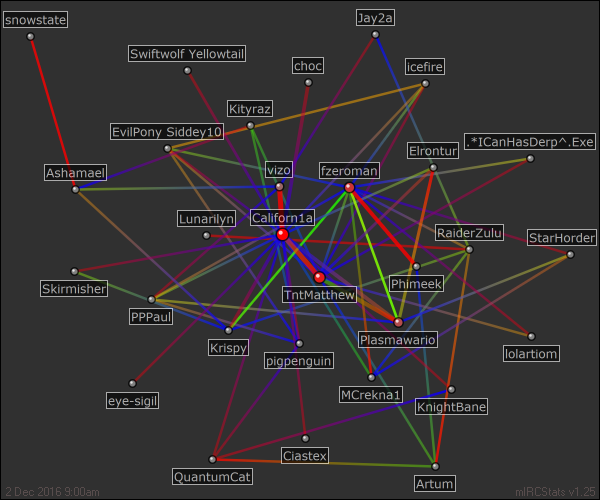 Jay2a
snowstate
Swiftwolf Yellowtail
choc
icefire
Kityraz
EvilPony Siddey10
.*ICanHasDerp^.Exe
Elrontur
Ashamael
vizo
fzeroman
Lunarilyn
Californ1a
RaiderZulu
StarHorder
Skirmisher
TntMatthew
Phimeek
PPPaul
Krispy
Plasmawario
pigpenguin
lolartiom
eye-sigil
MCrekna1
KnightBane
Ciastex
QuantumCat
Artum
2 Dec 2016 9:00am
mIRCStats v1.25